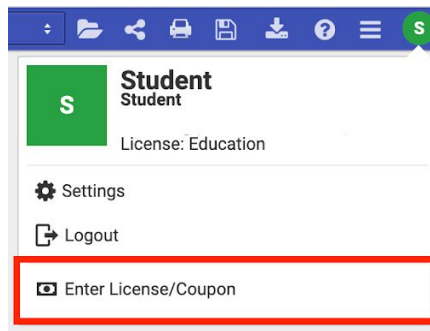 S
S
Student
Student
License: Education
Settings
Logout
Enter License/Coupon